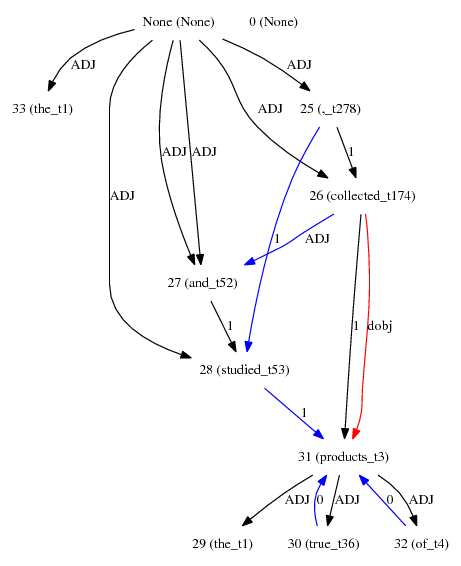 None (None) 0 (None)
ADJ ADJ
33 (the_t1) ADJ 25 (,_t278)
ADJ ADJ 1
ADJ 26 (collected_t174)
1 ADJ
27 (and_t52)
1 1 dobj
28 (studied_t53)
1
31 (products_t3)
ADJ 0 ADJ 0 ADJ
29 (the_t1) 30 (true_t36) 32 (of_t4)